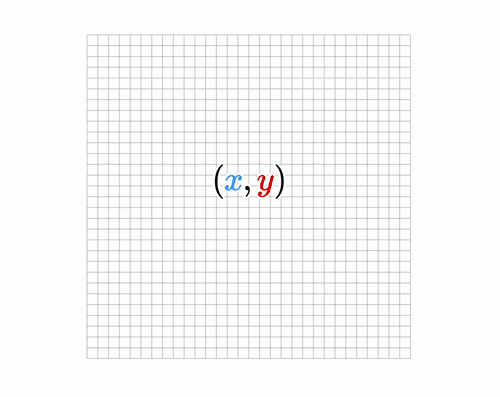 (x, y)